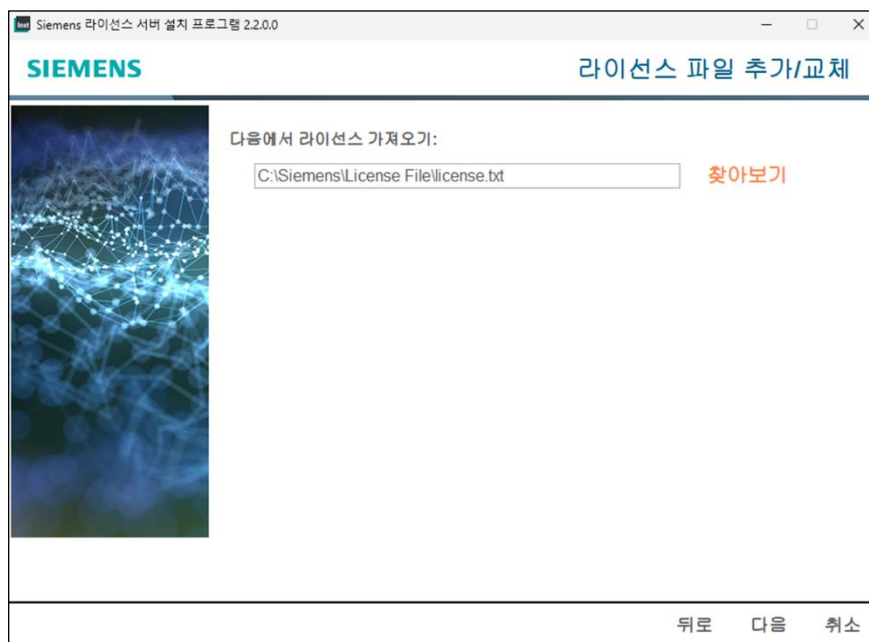 Inst Siemens 라이선스 서버 설치 프로그램 2.2.0.0
SIEMENS
라이선스 파일 추가/교체
다음에서 라이선스 가져오기:
C:\Siemens\License File\license.txt
찾아보기
뒤로 다음 취소